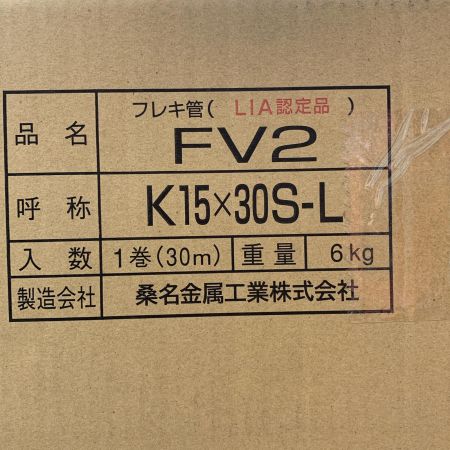 フレキ管( LIA認定品 )
品名 FV2
呼称 K15×30S-L
入数 1巻(30m) 重量 6kg
製造会社 桑名金属工業株式会社